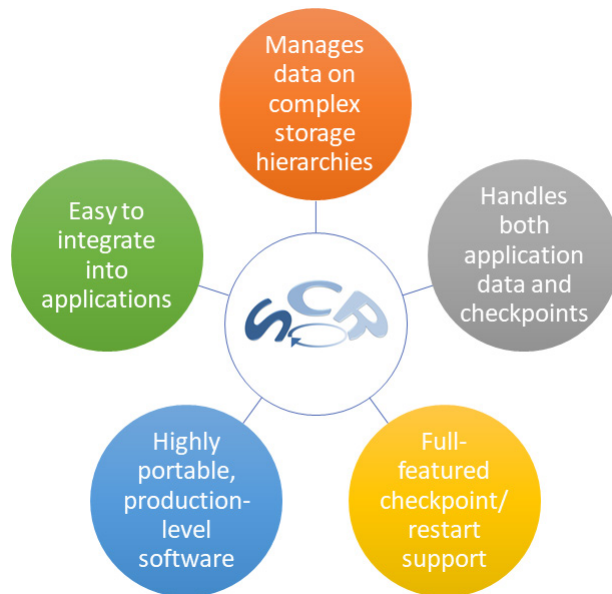 Manages
data on
complex
storage
hierarchies
Easy to
integrate
into
applications
Handles
both
application
data and
checkpoints
SCR
Highly
portable,
production-
level
software
Full-
featured
checkpoint/
restart
support